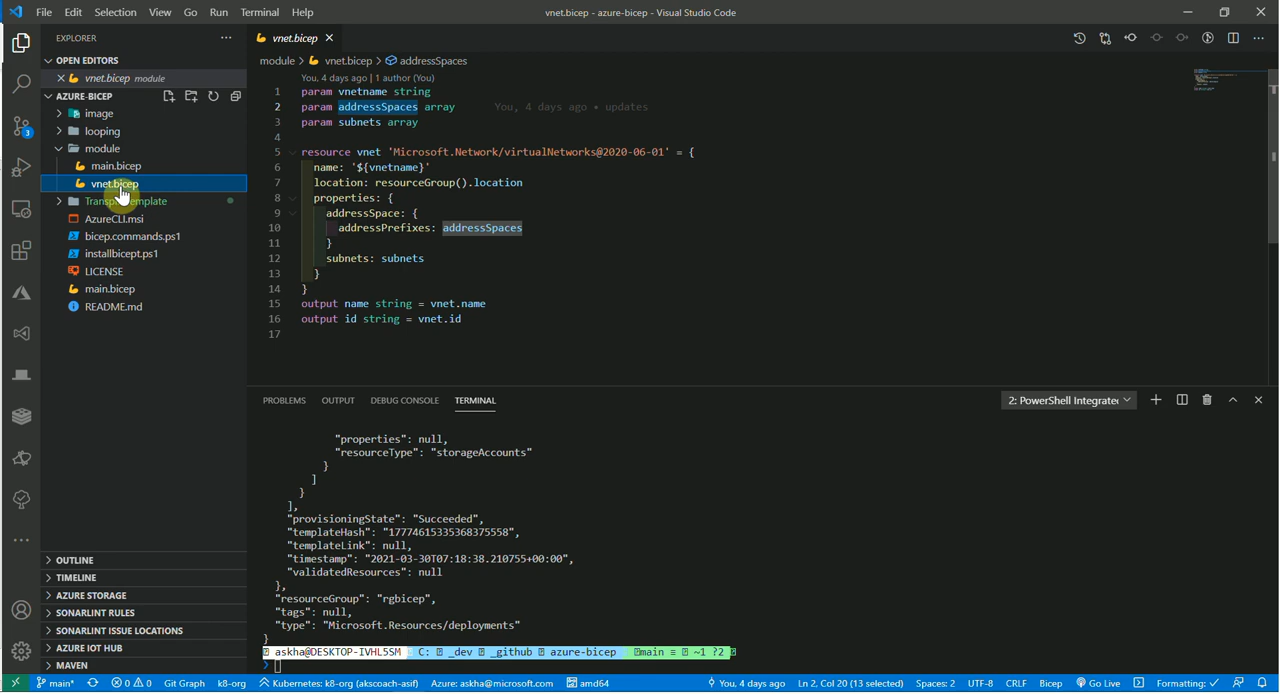 File Edit Selection View Go Run Terminal Help
vnet.bicep - azure-bicep - Visual Studio Code
EXPLORER
OPEN EDITORS
vnet.bicep module
AZURE-BICEP
image
looping
module
main.bicep
vnet.bicep
AzureCLI.msi
bicep.commands.ps1
installbicept.ps1
LICENSE
main.bicep
README.md
OUTLINE
TIMELINE
AZURE STORAGE
SONARLINT RULES
SONARLINT ISSUE LOCATIONS
AZURE IOT HUB
MAVEN
3
vnet.bicep
module > vnet.bicep > addressSpaces
You, 4 days ago | 1 author (You)
1 param vnetname string
2 param addressSpaces array You, 4 days ago • updates
3 param subnets array
4
5 resource vnet 'Microsoft.Network/virtualNetworks@2020-06-01' = {
6 name: '${vnetname}'
7 location: resourceGroup().location
8 properties: {
9 addressSpace: {
10 addressPrefixes: addressSpaces
11 }
12 subnets: subnets
13 }
14 }
15 output name string = vnet.name
16 output id string = vnet.id
17
PROBLEMS OUTPUT DEBUG CONSOLE TERMINAL
2: PowerShell Integrated
"properties": null,
"resourceType": "storageAccounts"
}
]
}
],
"provisioningState": "Succeeded",
"templateHash": "17774615335368375558",
"templateLink": null,
"timestamp": "2021-03-30T07:18:38.210755+00:00",
"validatedResources": null
},
"resourceGroup": "rgbicep",
"tags": null,
"type": "Microsoft.Resources/deployments"
}
askha@DESKTOP-IVHL5SM C: _dev _github azure-bicep main ≡ ~1 ?2
main* 0 0 Git Graph k8-org Kubernetes: k8-org (akscoach-asif) Azure: askha@microsoft.com amd64 You, 4 days ago Ln 2, Col 20 (13 selected) Spaces: 2 UTF-8 CRLF Bicep Go Live Formatting: ✓